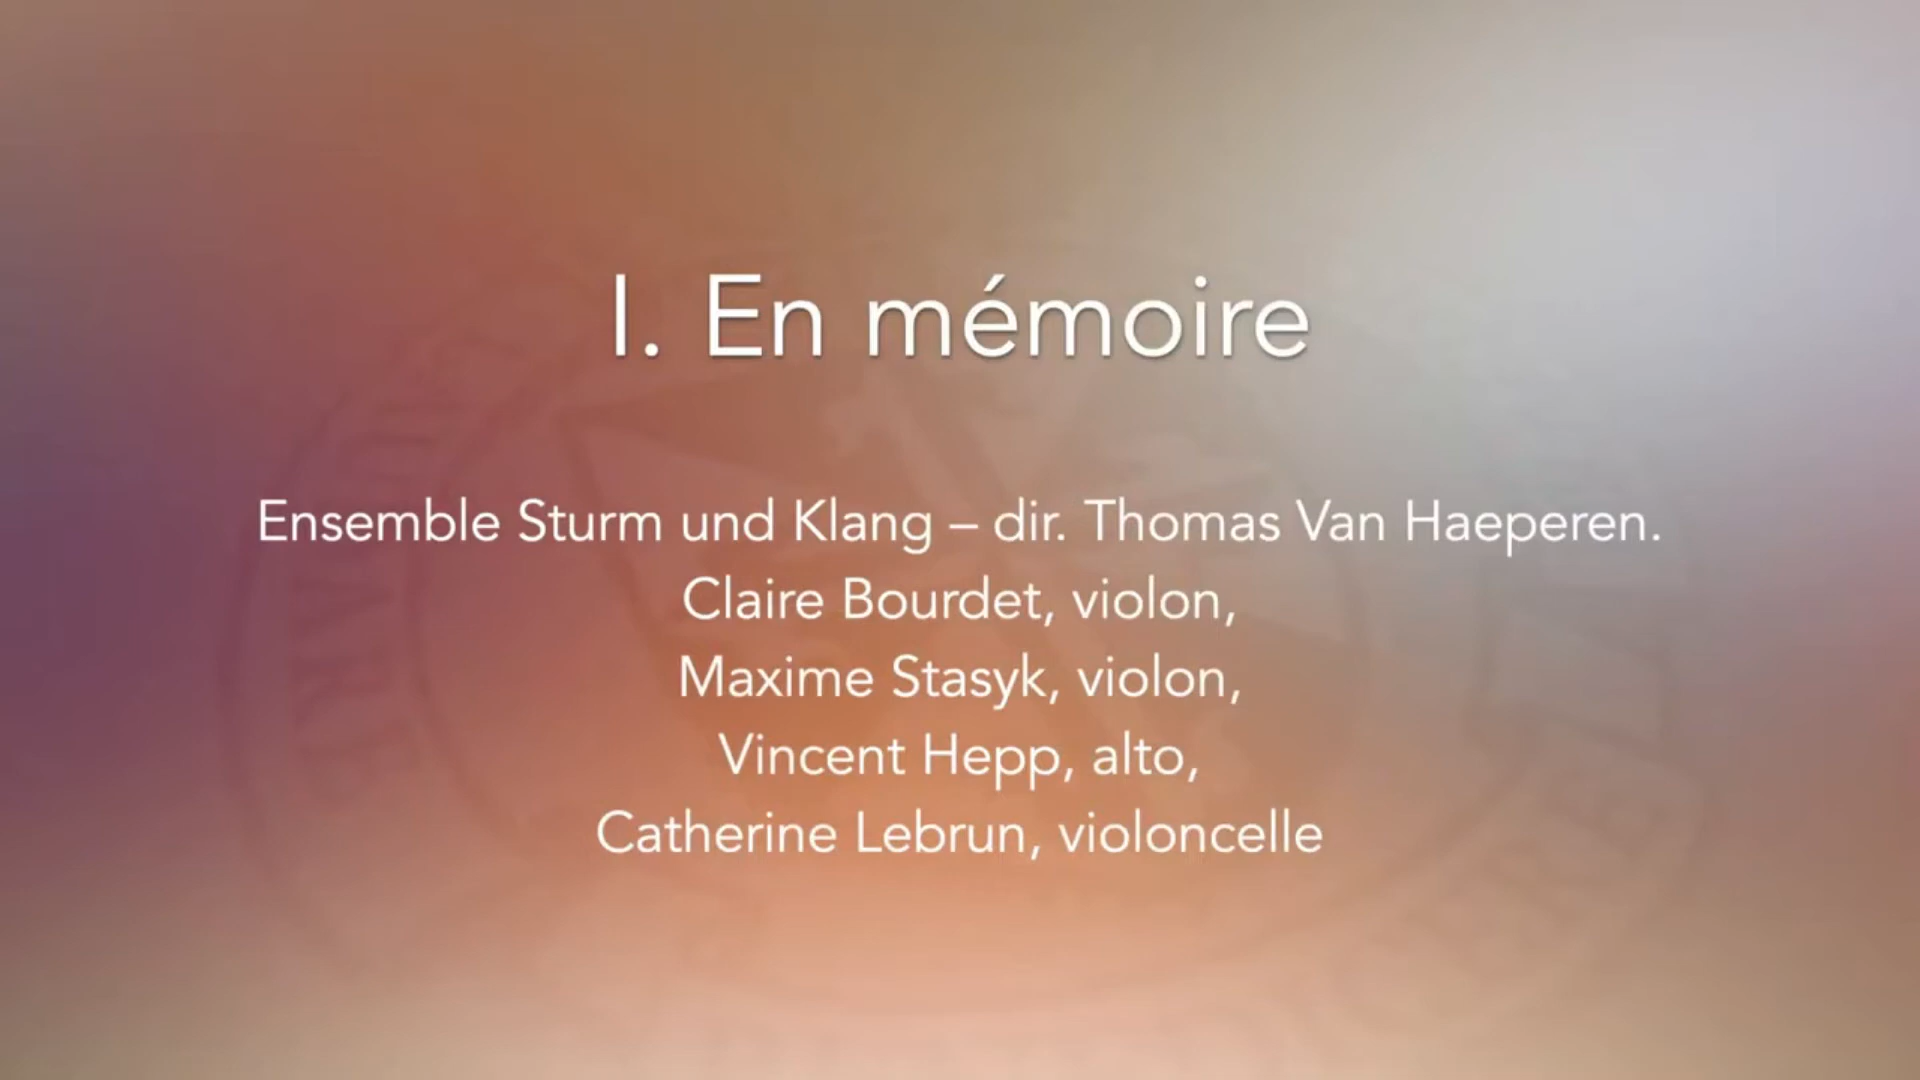 I. En mémoire
Ensemble Sturm und Klang – dir. Thomas Van Haeperen.
Claire Bourdet, violon,
Maxime Stasyk, violon,
Vincent Hepp, alto,
Catherine Lebrun, violoncelle